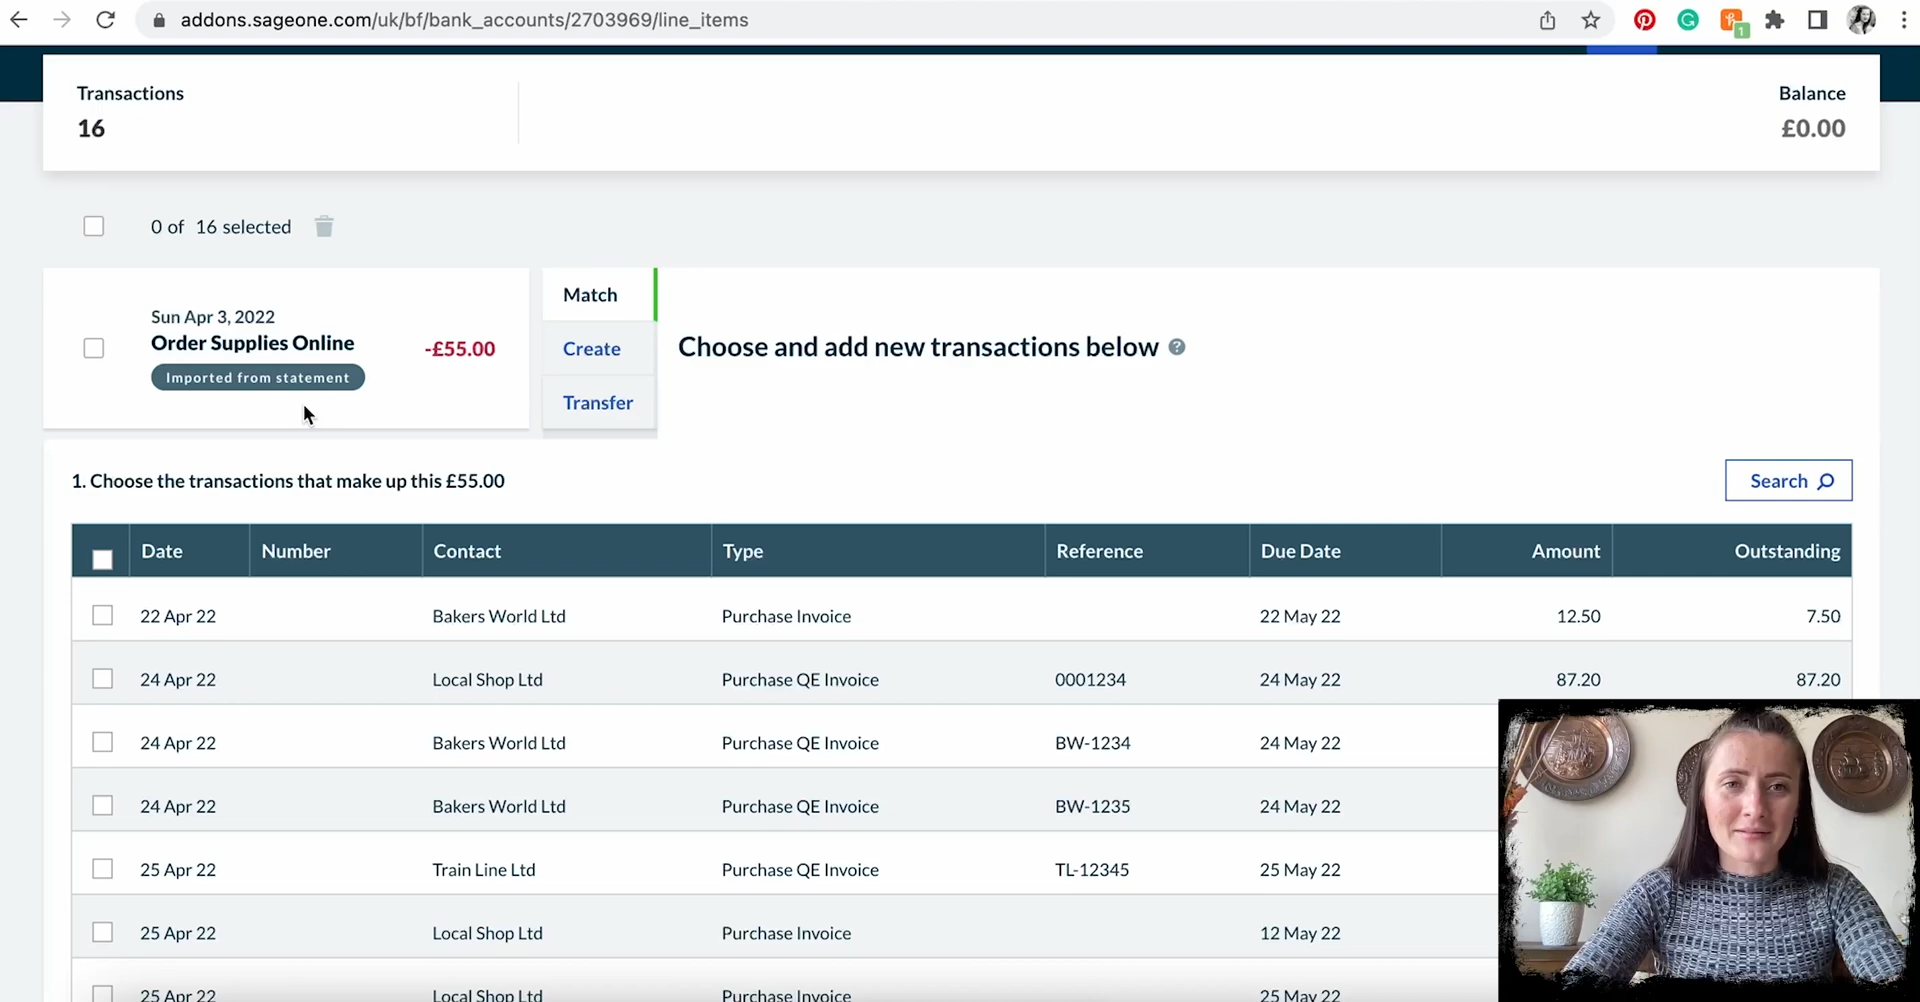 addons.sageone.com/uk/bf/bank_accounts/2703969/line_items
1
Transactions
16
Balance
£0.00
0 of 16 selected
Sun Apr 3, 2022
Order Supplies Online
-£55.00
Imported from statement
Match
Create
Transfer
Choose and add new transactions below ?
1. Choose the transactions that make up this £55.00
Search
Date Number Contact Type Reference Due Date Amount Outstanding
22 Apr 22 Bakers World Ltd Purchase Invoice 22 May 22 12.50 7.50
24 Apr 22 Local Shop Ltd Purchase QE Invoice 0001234 24 May 22 87.20 87.20
24 Apr 22 Bakers World Ltd Purchase QE Invoice BW-1234 24 May 22
24 Apr 22 Bakers World Ltd Purchase QE Invoice BW-1235 24 May 22
25 Apr 22 Train Line Ltd Purchase QE Invoice TL-12345 25 May 22
25 Apr 22 Local Shop Ltd Purchase Invoice 12 May 22
25 Apr 22 Local Shop Ltd Purchase Invoice 25 May 22